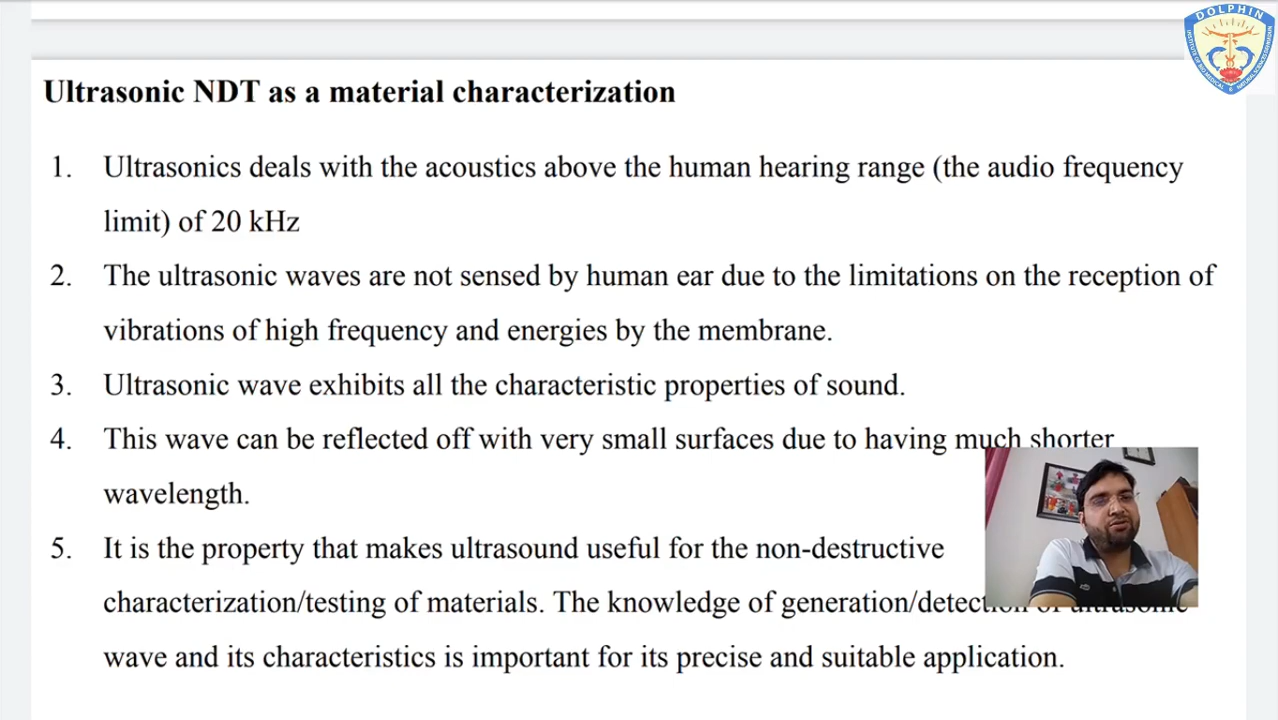 DOLPHIN
Ultrasonic NDT as a material characterization
1. Ultrasonics deals with the acoustics above the human hearing range (the audio frequency
limit) of 20 kHz
2. The ultrasonic waves are not sensed by human ear due to the limitations on the reception of
vibrations of high frequency and energies by the membrane.
3. Ultrasonic wave exhibits all the characteristic properties of sound.
4. This wave can be reflected off with very small surfaces due to having much shorter
wavelength.
5. It is the property that makes ultrasound useful for the non-destructive
characterization/testing of materials. The knowledge of generation/detection of ultrasonic
wave and its characteristics is important for its precise and suitable application.